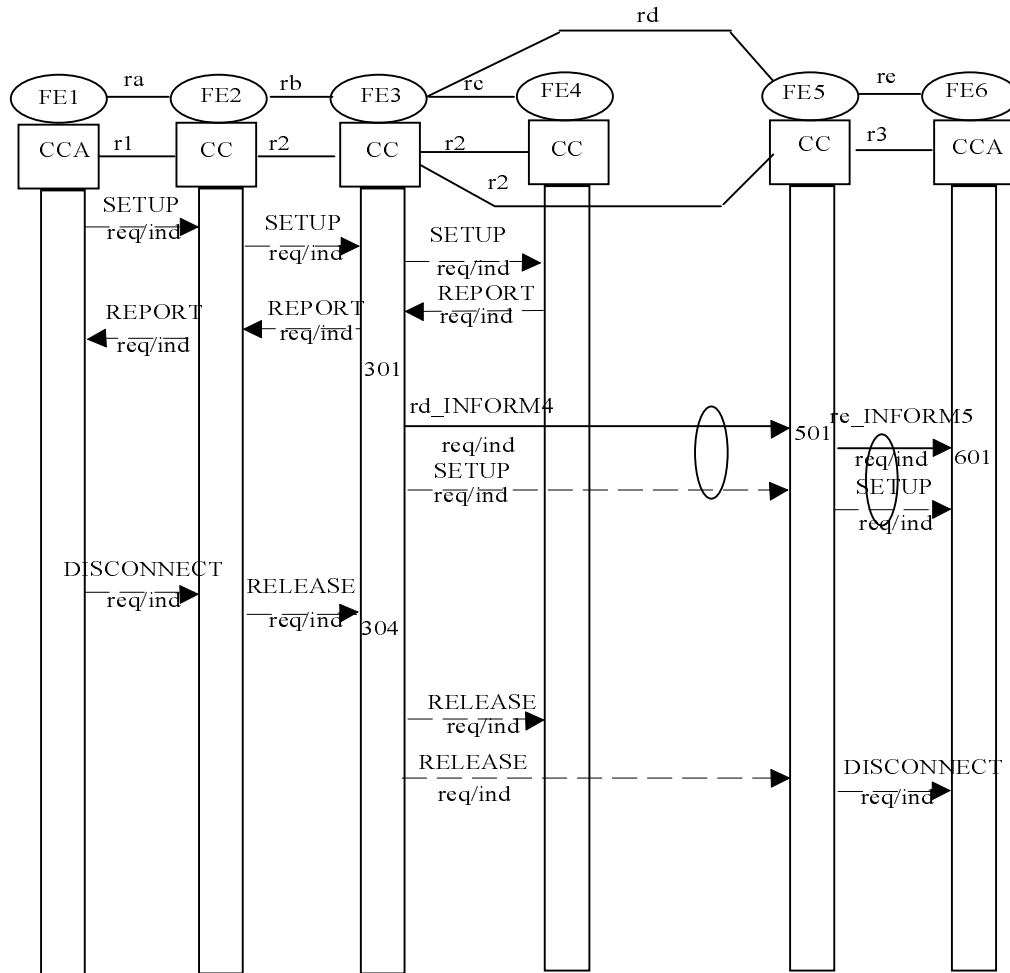 rd
ra
rb
rc
re
FE1
FE2
FE3
FE4
FE5
FE6
CCA
r1
CC
r2
CC
r2
CC
r2
CC
r3
CCA
SETUP
req/ind
SETUP
req/ind
SETUP
req/ind
REPORT
req/ind
REPORT
req/ind
REPORT
req/ind
301
rd_INFORM4
req/ind
501
re_INFORM5
req/ind
601
SETUP
req/ind
SETUP
req/ind
DISCONNECT
req/ind
RELEASE
req/ind
304
RELEASE
req/ind
RELEASE
req/ind
DISCONNECT
req/ind